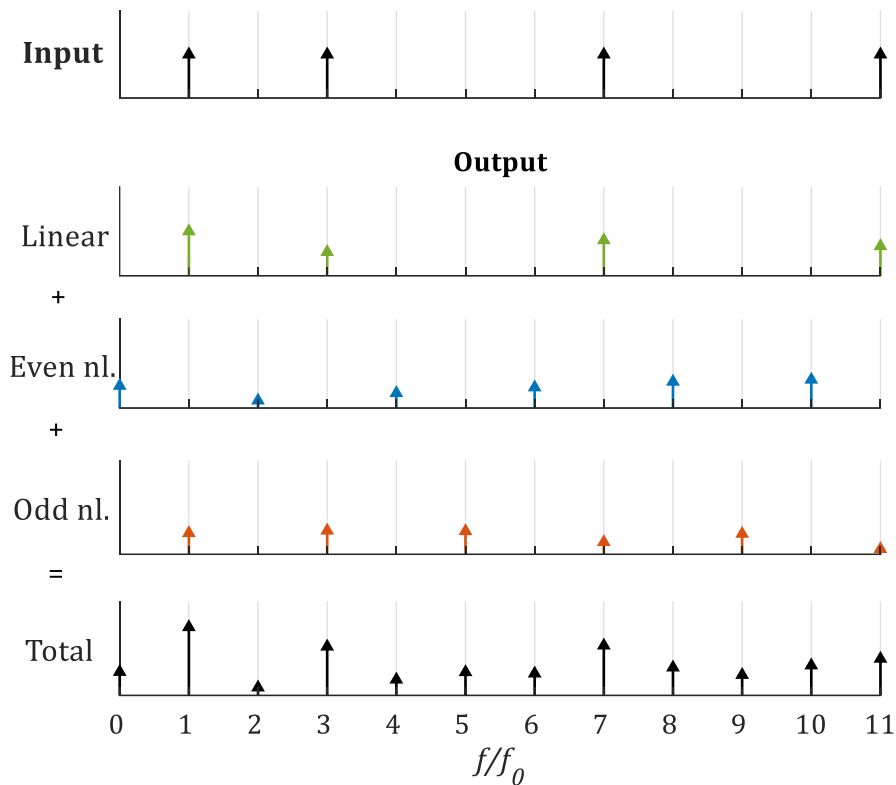 Input
Output
Linear
+
Even nl.
+
Odd nl.
=
Total
0 1 2 3 4 5 6 7 8 9 10 11
f/f0